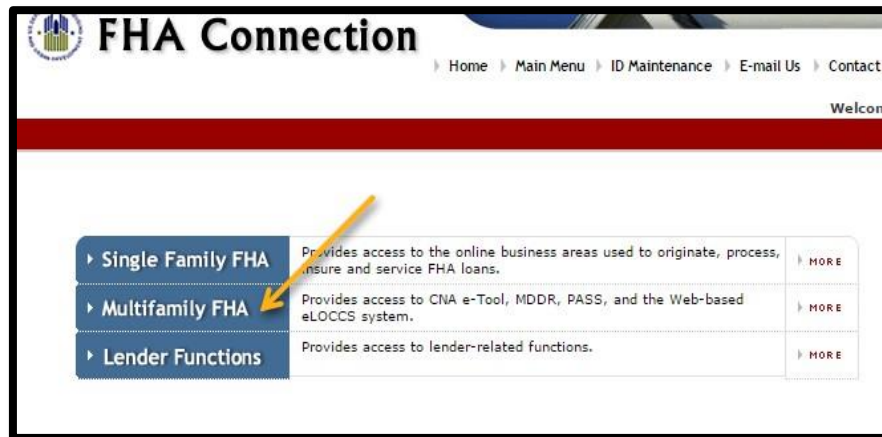 FHA Connection
Home Main Menu ID Maintenance E-mail Us Contact
Single Family FHA
Provides access to the online business areas used to originate, process,
insure and service FHA loans.
MORE
Multifamily FHA
Provides access to CNA e-Tool, MDDR, PASS, and the Web-based
eLOCCS system.
MORE
Lender Functions
Provides access to lender-related functions.
MORE